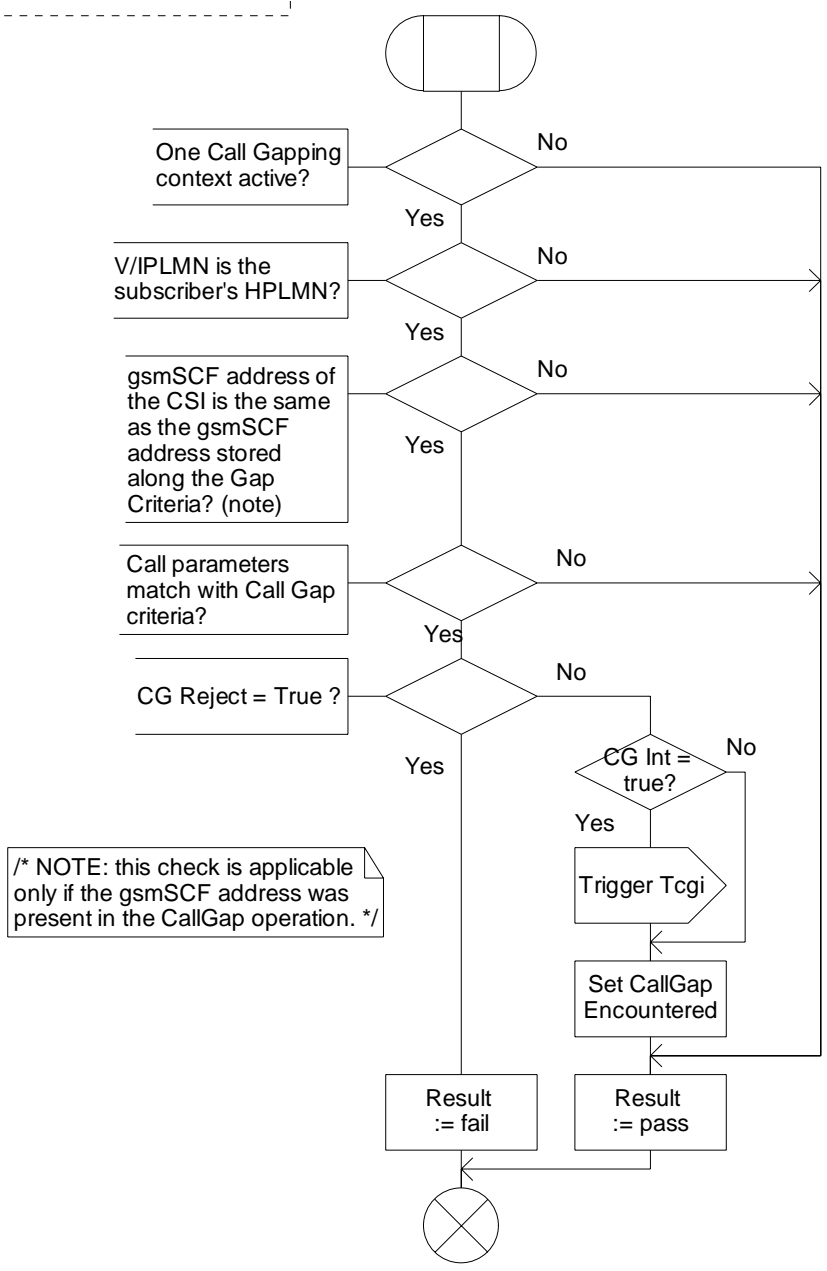 One Call Gapping
context active?
No
Yes
V/IPLMN is the
subscriber's HPLMN?
No
Yes
gsmSCF address of
the CSI is the same
as the gsmSCF
address stored
along the Gap
Criteria? (note)
No
Yes
Call parameters
match with Call Gap
criteria?
No
Yes
CG Reject = True ?
No
Yes
CG Int =
true?
No
Yes
Trigger Tcgi
/* NOTE: this check is applicable
only if the gsmSCF address was
present in the CallGap operation. */
Set CallGap
Encountered
Result
:= fail
Result
:= pass